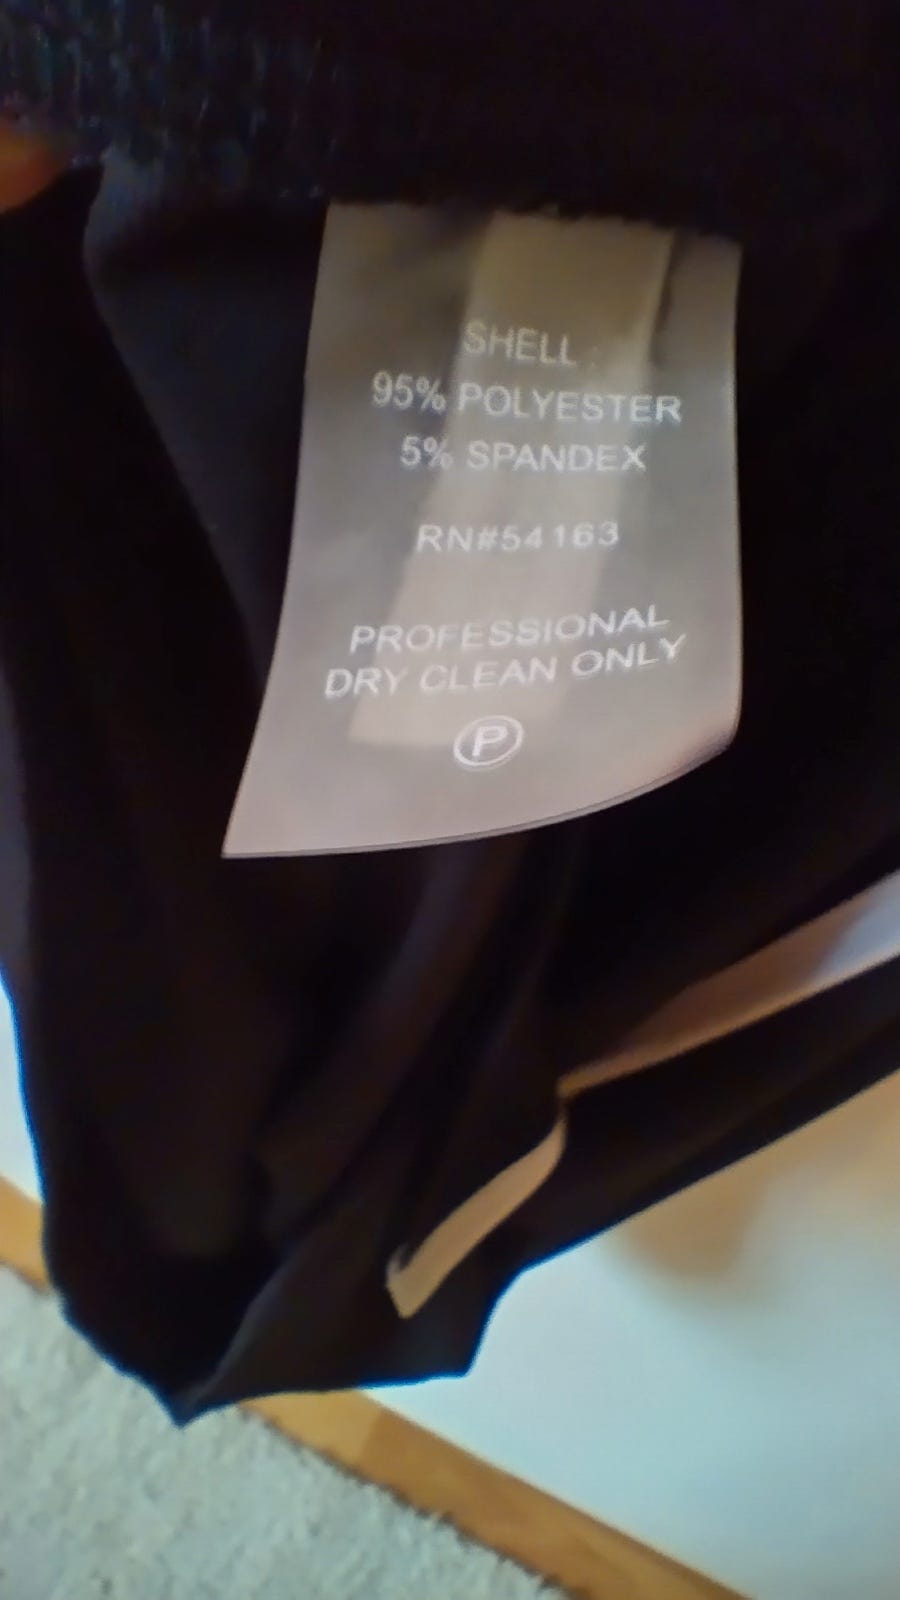 SHELL :
95% POLYESTER
5% SPANDEX
RN#54163
PROFESSIONAL
DRY CLEAN ONLY
P